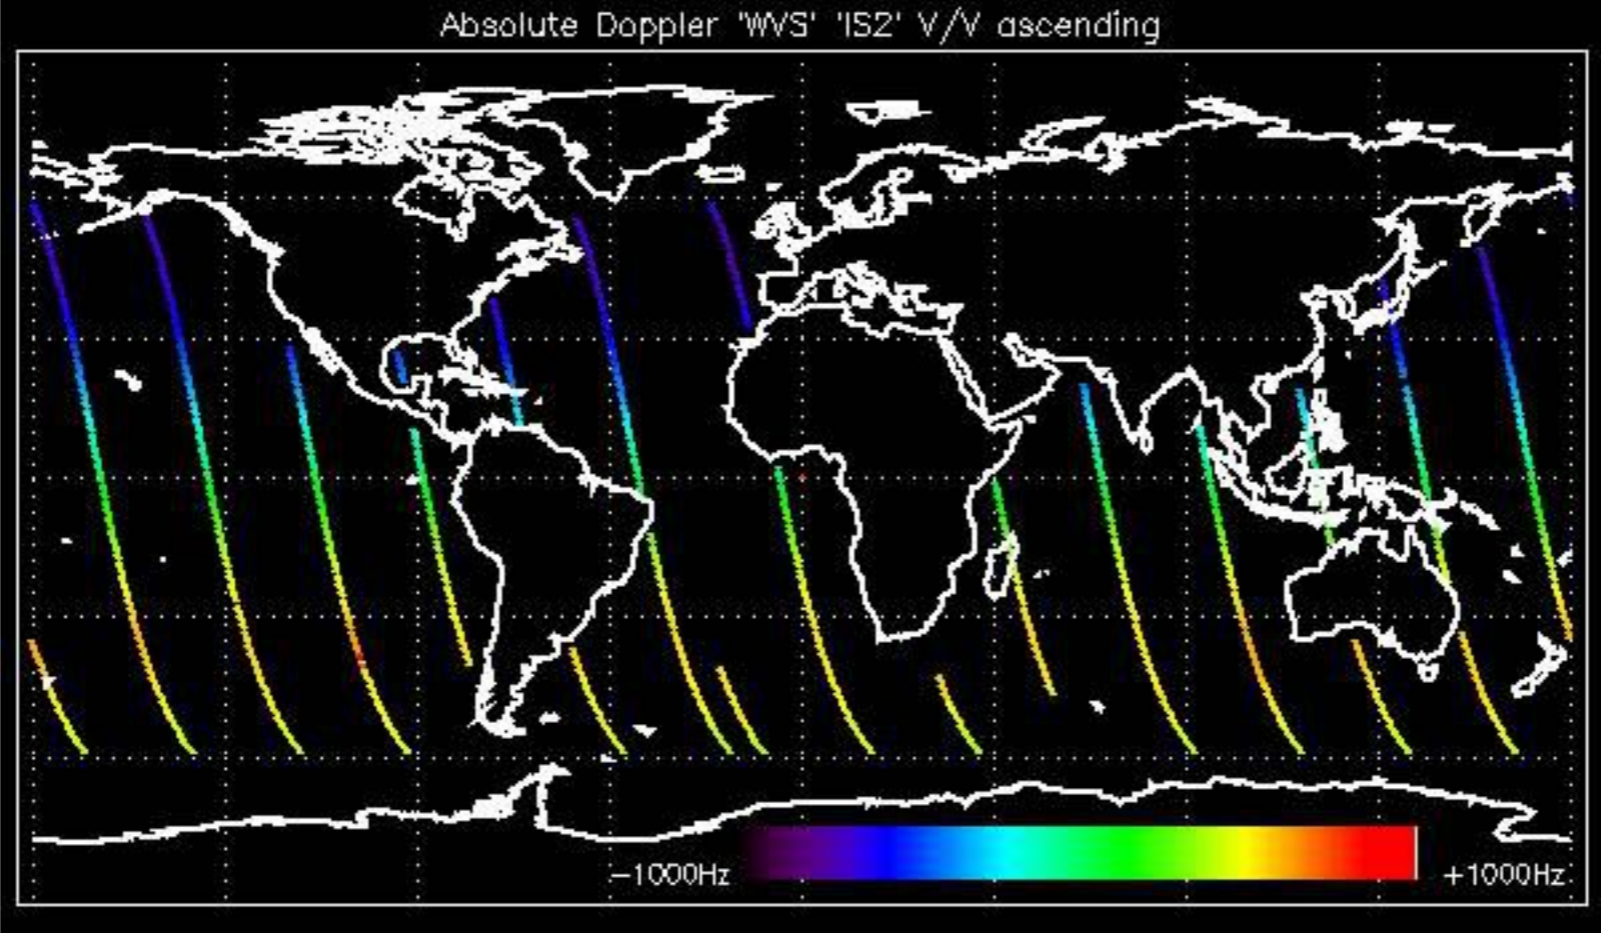 Absolute Doppler 'WVS' 'IS2' V/V ascending
-1000Hz +1000Hz